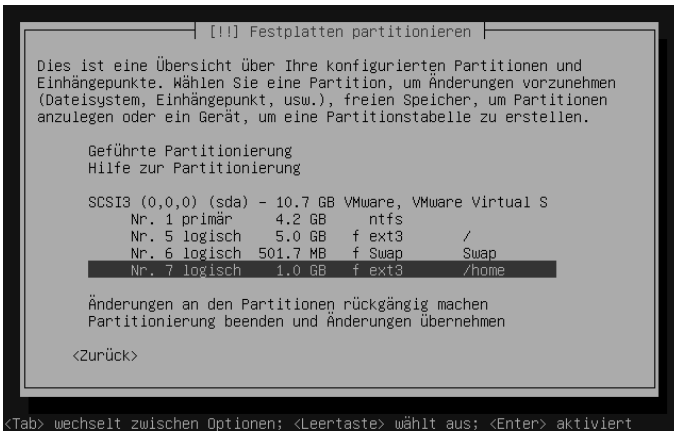 [!!] Festplatten partitionieren
Dies ist eine Übersicht über Ihre konfigurierten Partitionen und
Einhängepunkte. Wählen Sie eine Partition, um Änderungen vorzunehmen
(Dateisystem, Einhängepunkt, usw.), freien Speicher, um Partitionen
anzulegen oder ein Gerät, um eine Partitionstabelle zu erstellen.
Geführte Partitionierung
Hilfe zur Partitionierung
SCSI3 (0,0,0) (sda) - 10.7 GB VMware, VMware Virtual S
Nr. 1 primär 4.2 GB ntfs
Nr. 5 logisch 5.0 GB f ext3 /
Nr. 6 logisch 501.7 MB f Swap Swap
Nr. 7 logisch 1.0 GB f ext3 /home
Änderungen an den Partitionen rückgängig machen
Partitionierung beenden und Änderungen übernehmen
<Zurück>
<Tab> wechselt zwischen Optionen; <Leertaste> wählt aus; <Enter> aktiviert